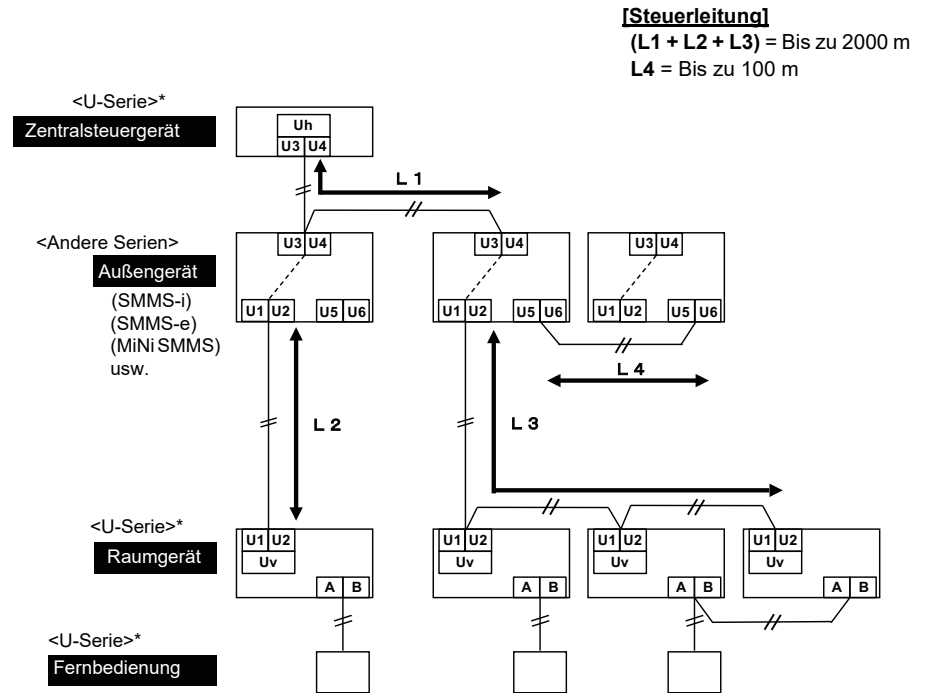 [Steuerleitung]
(L1 + L2 + L3) = Bis zu 2000 m
L4 = Bis zu 100 m
<U-Serie>*
Zentralsteuergerät
Uh
U3 U4
L 1
<Andere Serien>
Außengerät
(SMMS-i)
(SMMS-e)
(MiNi SMMS)
usw.
U3 U4
U3 U4
U3 U4
U1 U2
U5 U6
U1 U2
U5 U6
U1 U2
U5 U6
L 4
L 2
L 3
<U-Serie>*
Raumgerät
U1 U2
U1 U2
U1 U2
U1 U2
Uv
Uv
Uv
Uv
A B
A B
A B
A B
<U-Serie>*
Fernbedienung